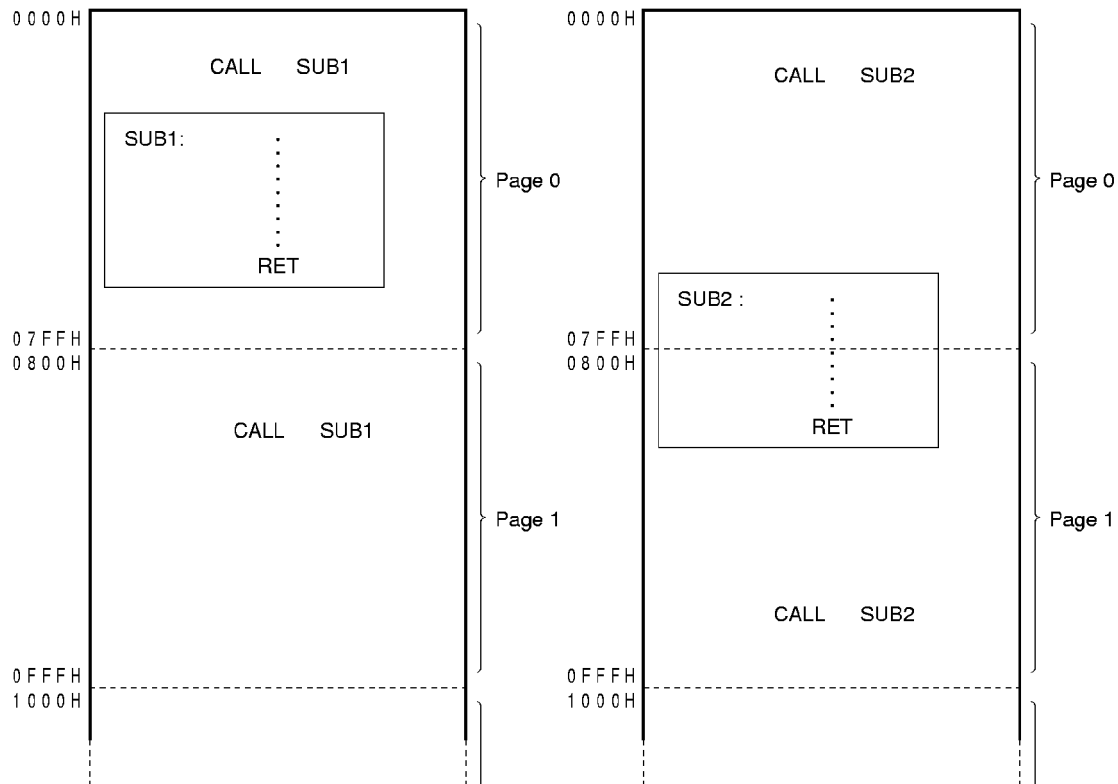 0000H
CALL SUB1
SUB1:
RET
Page 0
07FFH
0800H
CALL SUB1
Page 1
0FFFH
1000H
0000H
CALL SUB2
Page 0
SUB2 :
07FFH
0800H
RET
Page 1
CALL SUB2
0FFFH
1000H